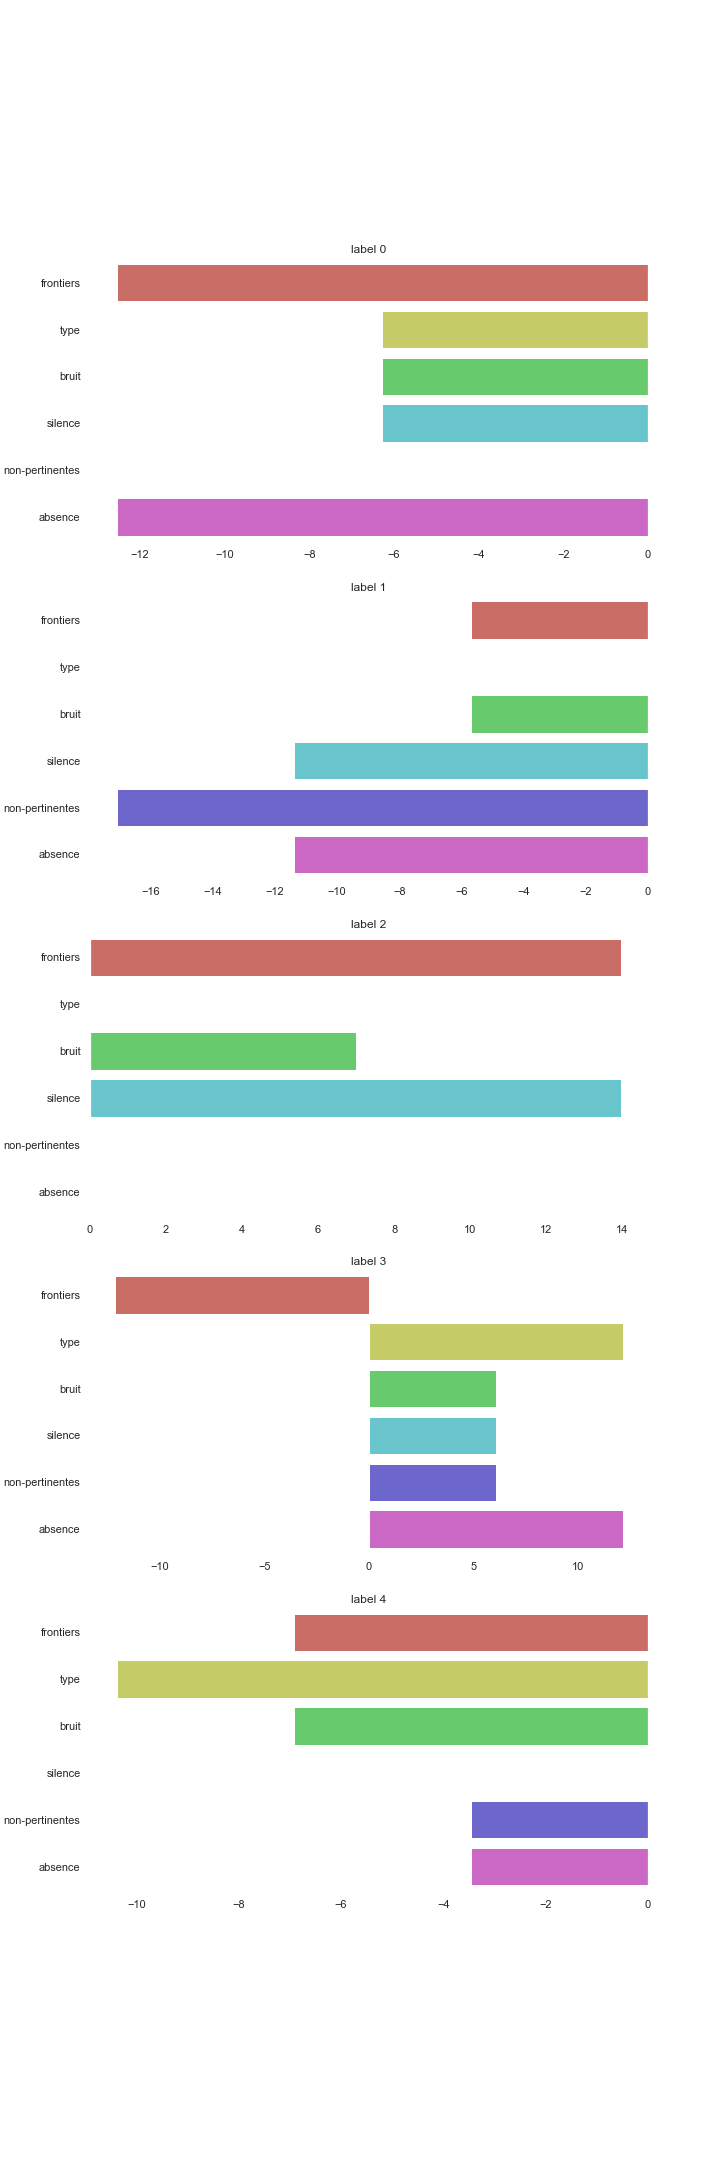 label 0
frontiers
type
bruit
silence
non-pertinentes
absence
−12 −10 −8 −6 −4 −2 0
label 1
frontiers
type
bruit
silence
non-pertinentes
absence
−16 −14 −12 −10 −8 −6 −4 −2 0
label 2
frontiers
type
bruit
silence
non-pertinentes
absence
0 2 4 6 8 10 12 14
label 3
frontiers
type
bruit
silence
non-pertinentes
absence
−10 −5 0 5 10
label 4
frontiers
type
bruit
silence
non-pertinentes
absence
−10 −8 −6 −4 −2 0